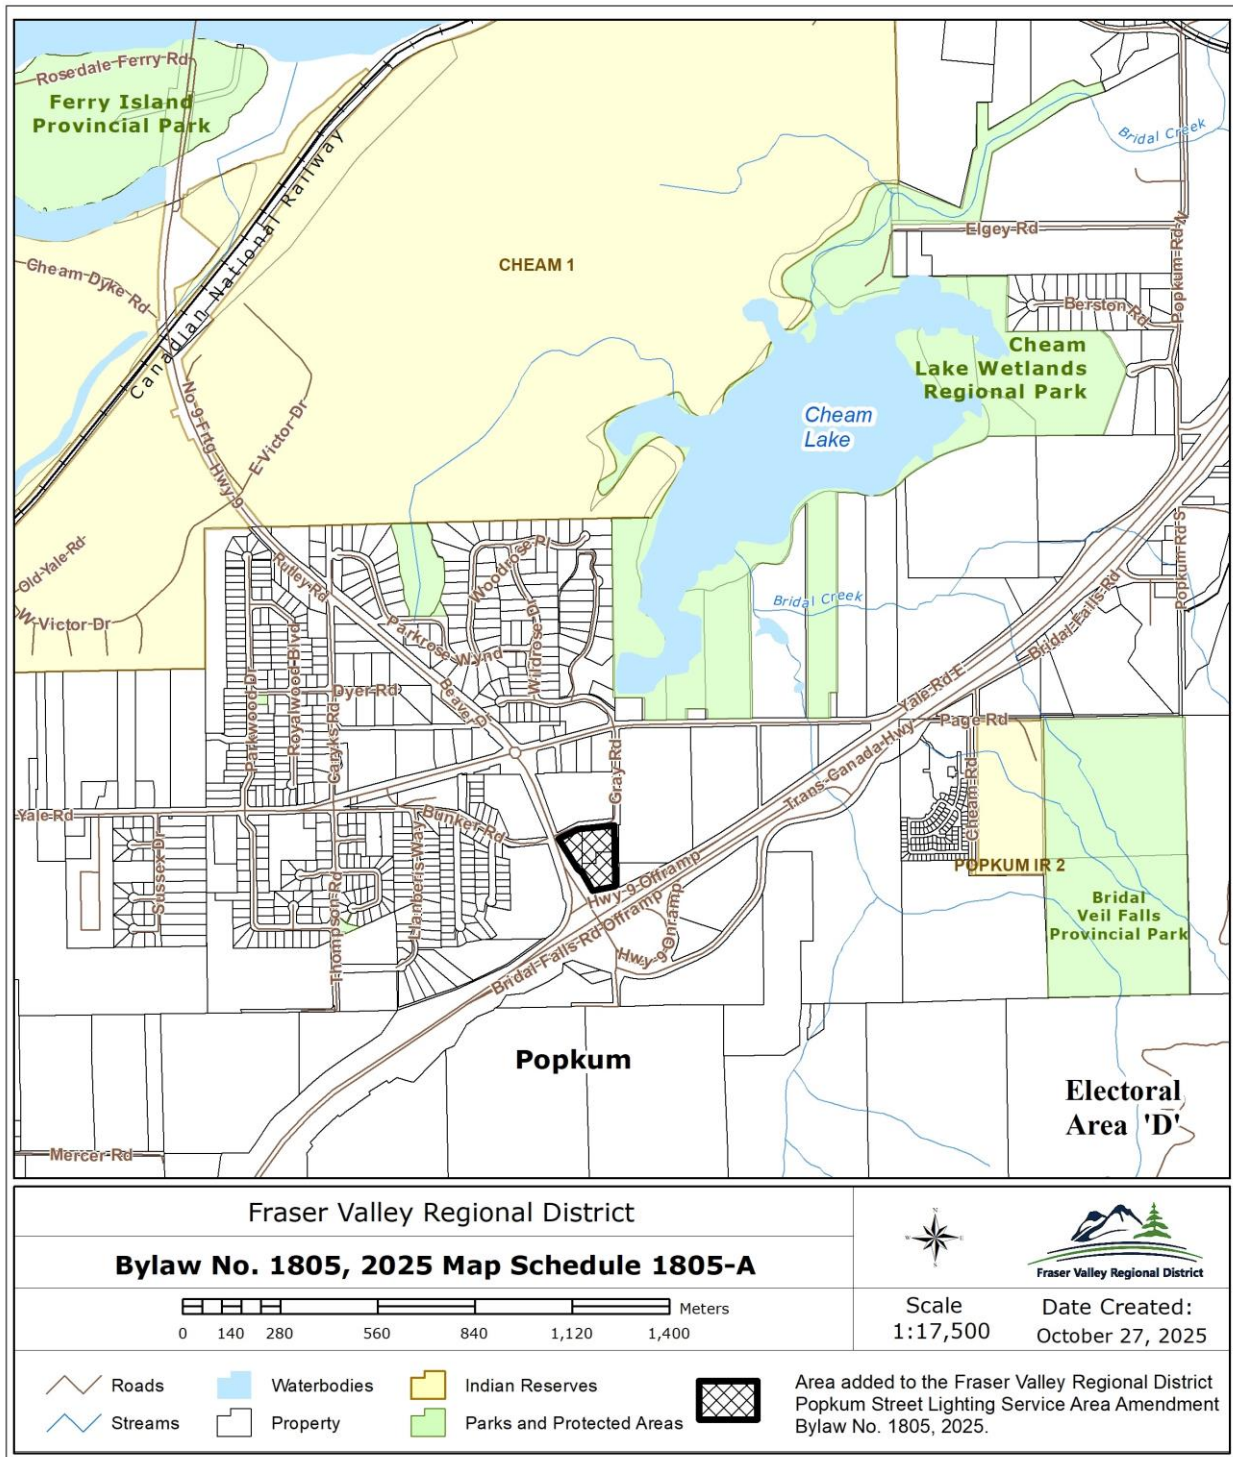 Rosedale Ferry Rd
Ferry Island
Provincial Park
Canadian National Railway
Cheam Dyke Rd
CHEAM 1
Bridal Creek
Elgey Rd
Popkum Rd N
Berston Rd
Cheam
Lake Wetlands
Regional Park
Cheam
Lake
No 9 Frtg
Hwy 9
E Victor Dr
Old Yale Rd
W Victor Dr
Rutley Rd
Woodrose Pl
Parkrose Wynd
Wildrose Dr
Bridal Creek
Popkum Rd S
Bridal Falls Rd
Yale Rd E
Parkwood Dr
Royalwood Blvd
Dyer Rd
Caryks Rd
Beaver Dr
Gray Rd
Trans-Canada Hwy
Page Rd
Cheam Rd
Yale Rd
Bunker Rd
Sussex Dr
Llanberis Way
Thompson Rd
Hwy 9 Offramp
Bridal Falls Rd Offramp
Hwy 9 Onramp
POPKUM IR 2
Bridal
Veil Falls
Provincial Park
Popkum
Electoral
Area 'D'
Mercer Rd
Fraser Valley Regional District
Bylaw No. 1805, 2025 Map Schedule 1805-A
N
W E
S
Fraser Valley Regional District
Meters
0 140 280 560 840 1,120 1,400
Scale
1:17,500
Date Created:
October 27, 2025
Roads
Waterbodies
Indian Reserves
Streams
Property
Parks and Protected Areas
Area added to the Fraser Valley Regional District
Popkum Street Lighting Service Area Amendment
Bylaw No. 1805, 2025.